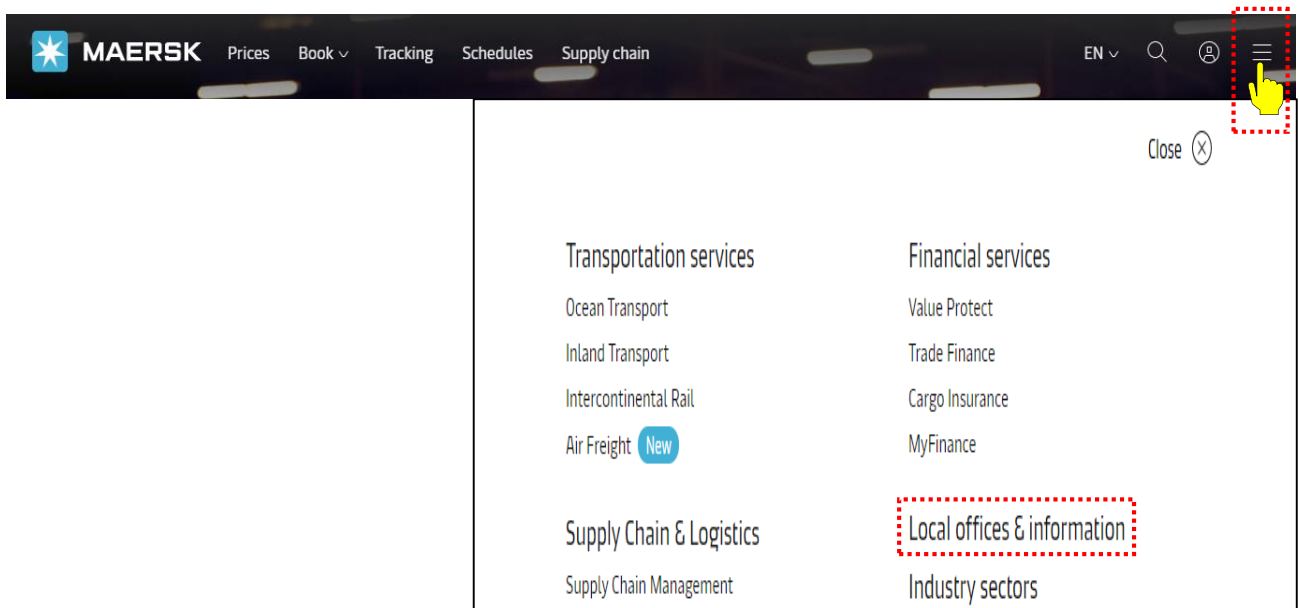 MAERSK Prices Book Tracking Schedules Supply chain EN
Close
Transportation services
Ocean Transport
Inland Transport
Intercontinental Rail
Air Freight New
Financial services
Value Protect
Trade Finance
Cargo Insurance
MyFinance
Supply Chain & Logistics
Supply Chain Management
Local offices & information
Industry sectors